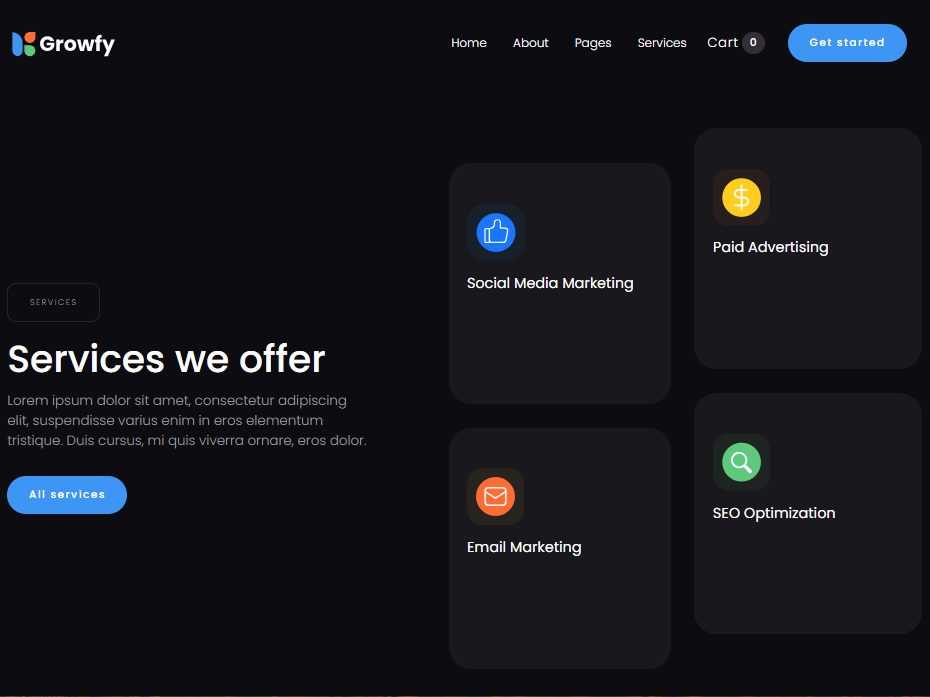 Growfy
Home
About
Pages
Services
Cart 0
Get started
SERVICES
Services we offer
Lorem ipsum dolor sit amet, consectetur adipiscing
elit, suspendisse varius enim in eros elementum
tristique. Duis cursus, mi quis viverra ornare, eros dolor.
All services
Social Media Marketing
Paid Advertising
Email Marketing
SEO Optimization